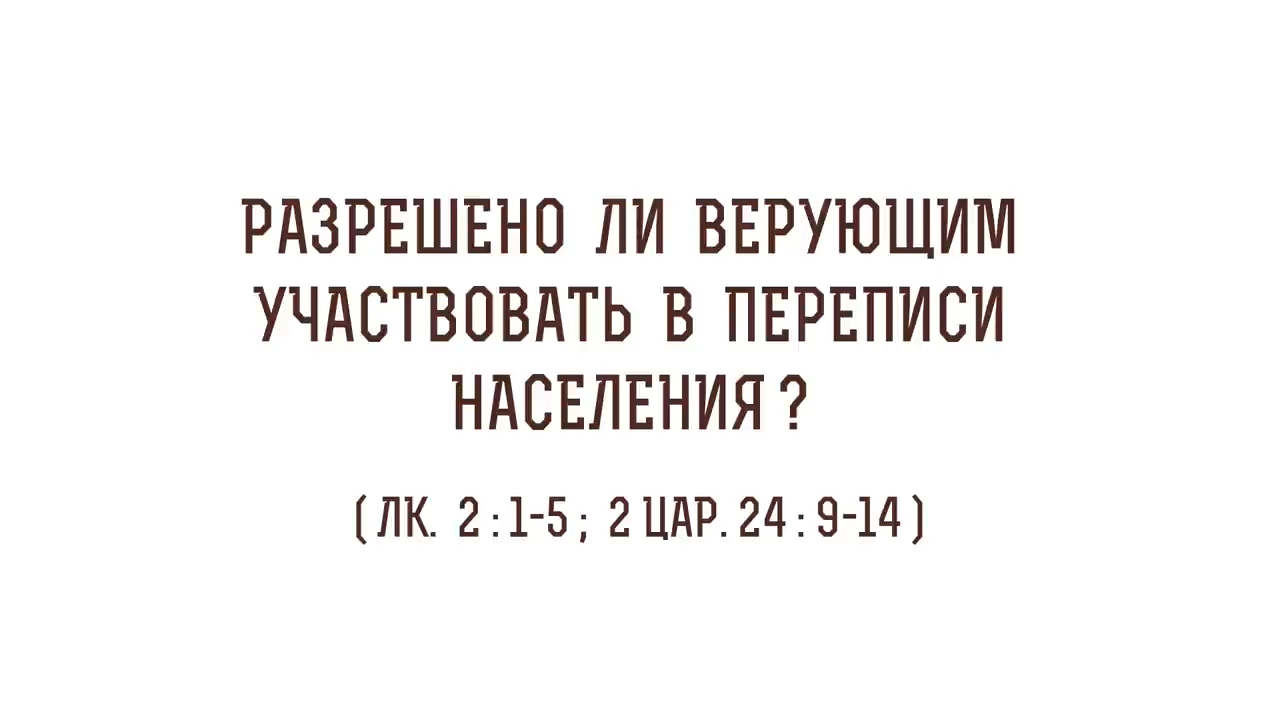 РАЗРЕШЕНО ЛИ ВЕРУЮЩИМ
УЧАСТВОВАТЬ В ПЕРЕПИСИ
НАСЕЛЕНИЯ?
(ЛК. 2:1-5; 2 ЦАР. 24:9-14)